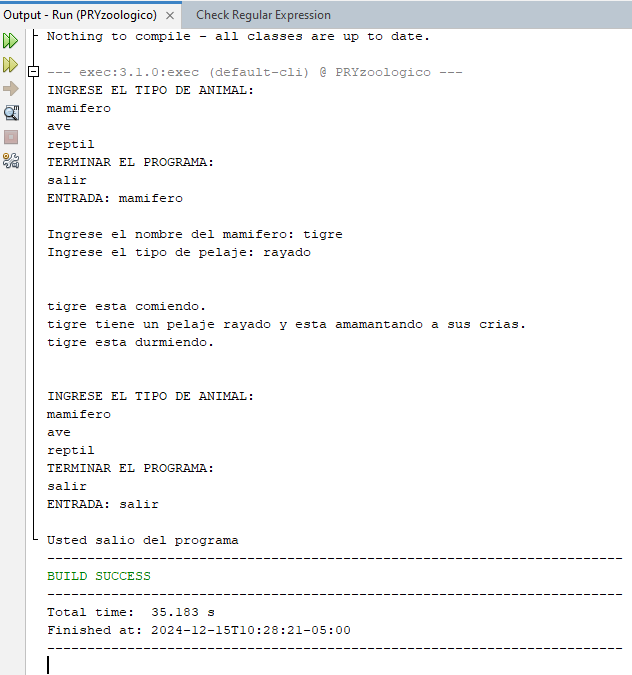 Output - Run (PRYzoologico) × Check Regular Expression
Nothing to compile - all classes are up to date.
--- exec:3.1.0:exec (default-cli) @ PRYzoologico ---
INGRESE EL TIPO DE ANIMAL:
mamifero
ave
reptil
TERMINAR EL PROGRAMA:
salir
ENTRADA: mamifero
Ingrese el nombre del mamifero: tigre
Ingrese el tipo de pelaje: rayado
tigre esta comiendo.
tigre tiene un pelaje rayado y esta amamantando a sus crias.
tigre esta durmiendo.
INGRESE EL TIPO DE ANIMAL:
mamifero
ave
reptil
TERMINAR EL PROGRAMA:
salir
ENTRADA: salir
Usted salio del programa
------------------------------------------------------------------------
BUILD SUCCESS
------------------------------------------------------------------------
Total time:  35.183 s
Finished at: 2024-12-15T10:28:21-05:00
------------------------------------------------------------------------